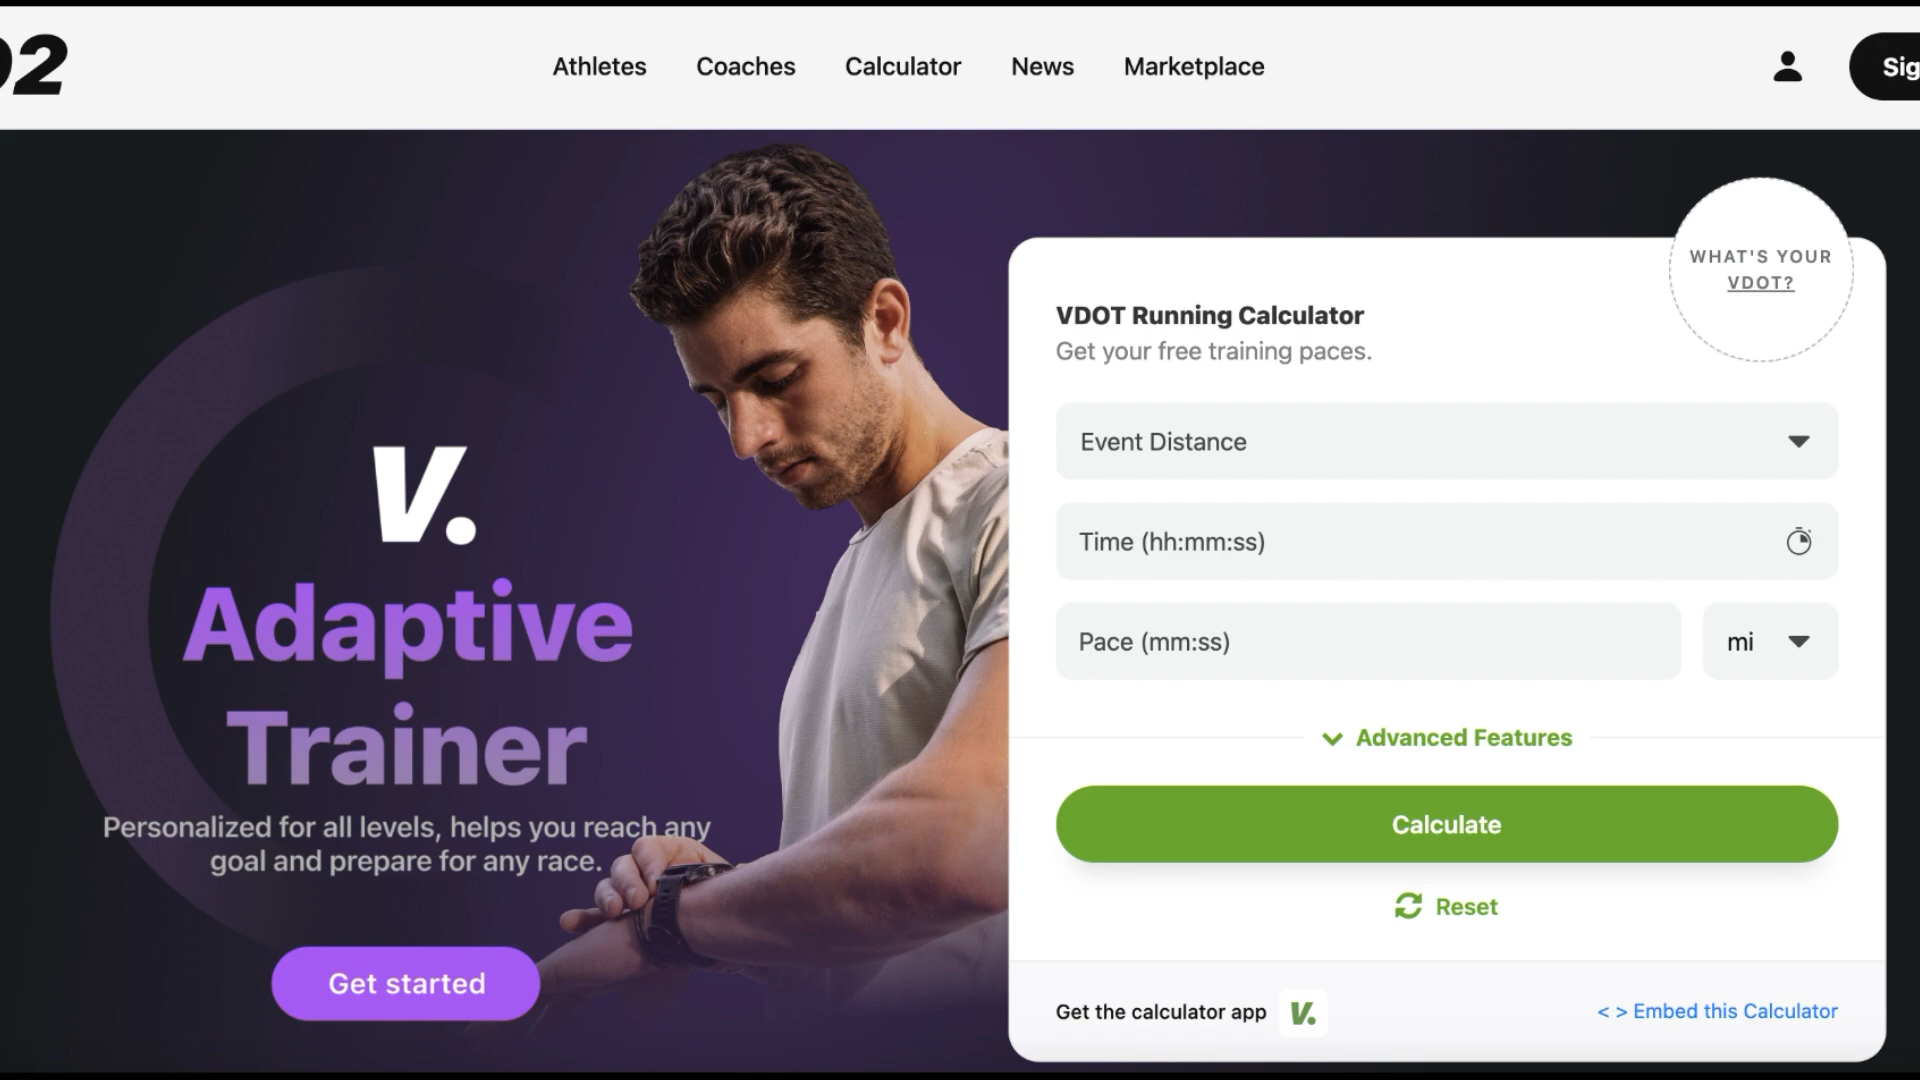 O2
Athletes
Coaches
Calculator
News
Marketplace
Sig
WHAT'S YOUR
VDOT?
VDOT Running Calculator
Get your free training paces.
Event Distance
Time (hh:mm:ss)
Pace (mm:ss)
mi
Advanced Features
Calculate
Reset
Get the calculator app
V.
< > Embed this Calculator
V.
Adaptive
Trainer
Personalized for all levels, helps you reach any
goal and prepare for any race.
Get started